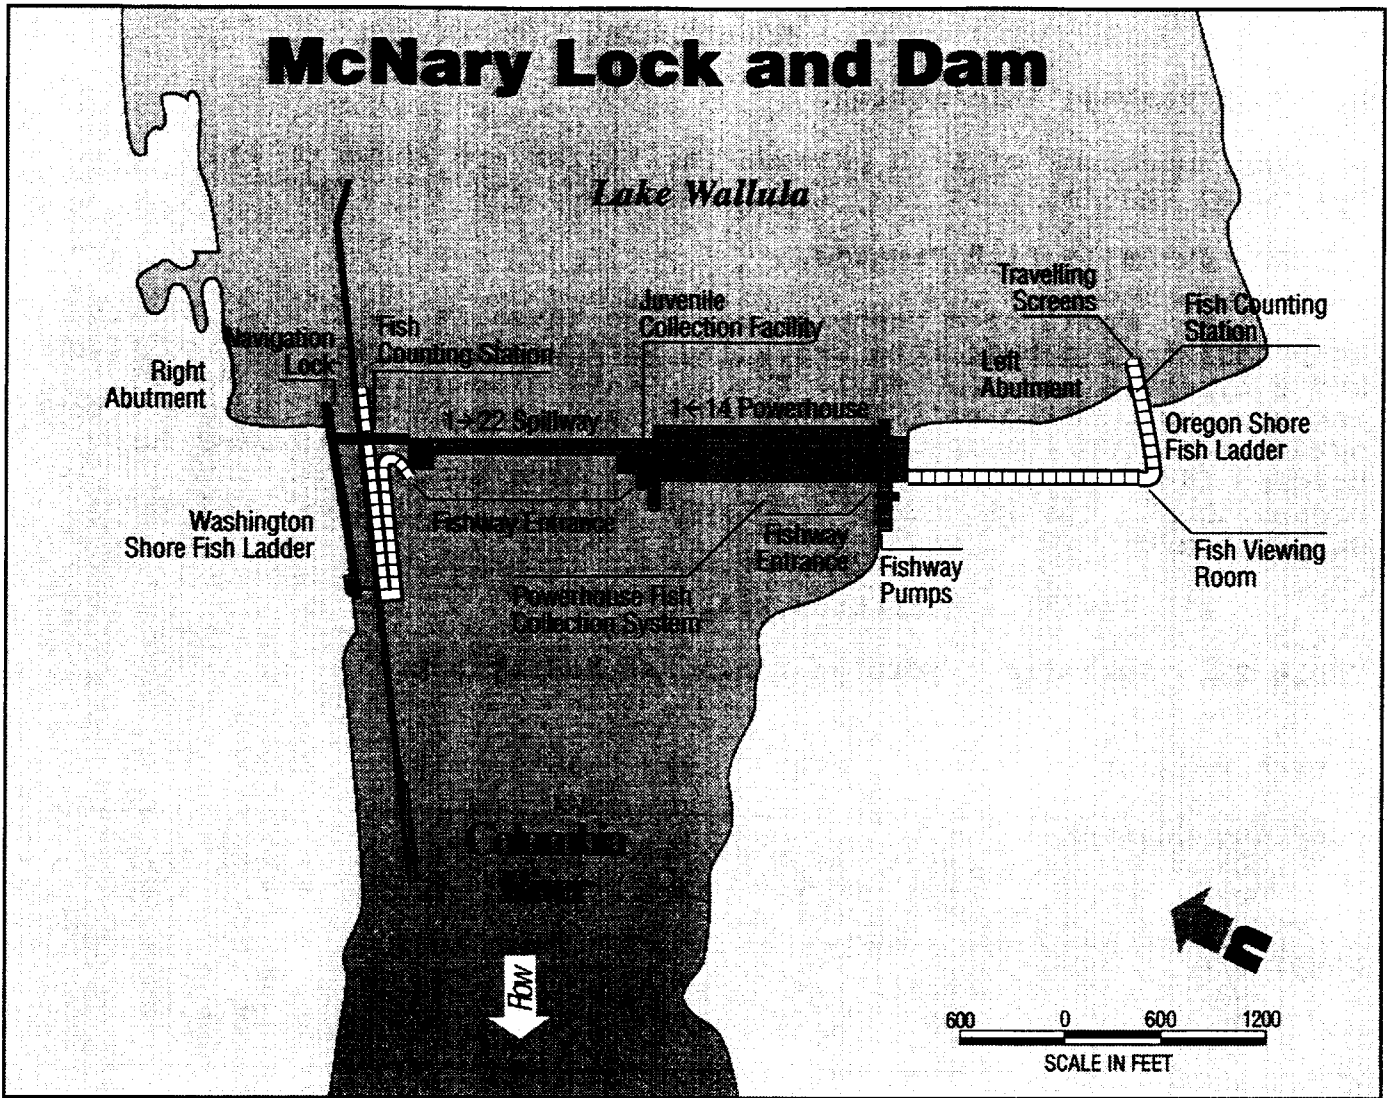 McNary Lock and Dam
Lake Wallula
Travelling
Screens
Fish Counting
Station
Juvenile
Collection Facility
Navigation
Lock
Fish
Counting Station
Right
Abutment
Left
Abutment
1→22 Spillway
1←14 Powerhouse
Oregon Shore
Fish Ladder
Washington
Shore Fish Ladder
Fishway Entrance
Fishway
Entrance
Fish Viewing
Room
Fishway
Pumps
Powerhouse Fish
Collection System
Columbia
River
Flow
n
600 0 600 1200
SCALE IN FEET